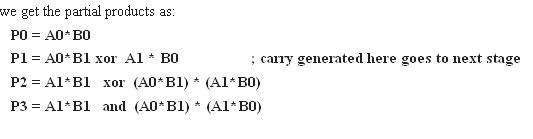 we get the partial products as:
P0 = A0*B0
P1 = A0*B1 xor A1 * B0 ; carry generated here goes to next stage
P2 = A1*B1 xor (A0*B1) * (A1*B0)
P3 = A1*B1 and (A0*B1) * (A1*B0)